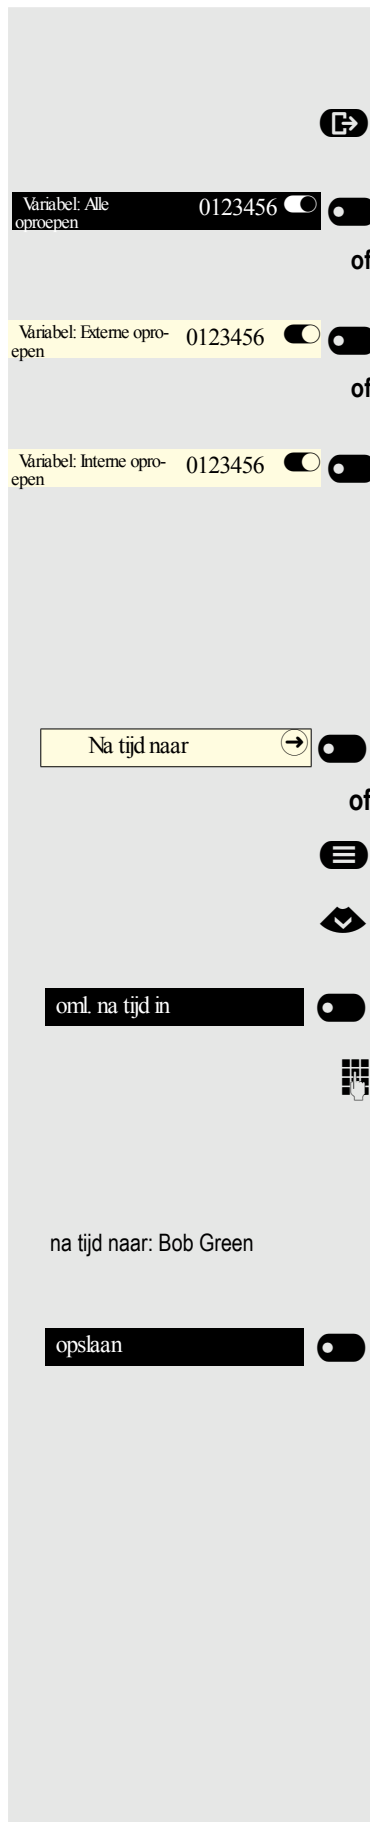 Variabel: Alle
oproepen 0123456
of
Variabel: Externe opro-
epen 0123456
of
Variabel: Interne opro-
epen 0123456
Na tijd naar
of
oml. na tijd in
na tijd naar: Bob Green
opslaan